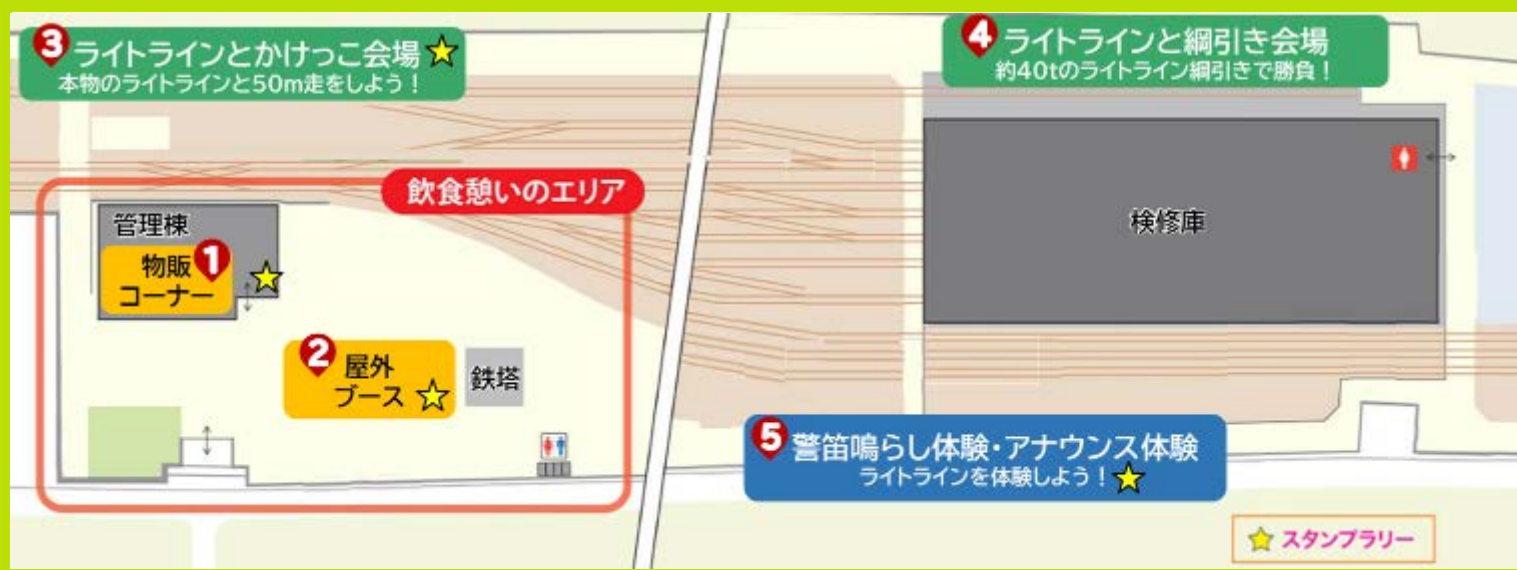 3 ライトラインとかけっこ会場
本物のライトラインと50m走をしよう！
4 ライトラインと綱引き会場
約40tのライトライン綱引きで勝負！
飲食憩いのエリア
管理棟
物販 1
コーナー
検修庫
2 屋外
ブース
鉄塔
5 警笛鳴らし体験・アナウンス体験
ライトラインを体験しよう！
スタンプラリー